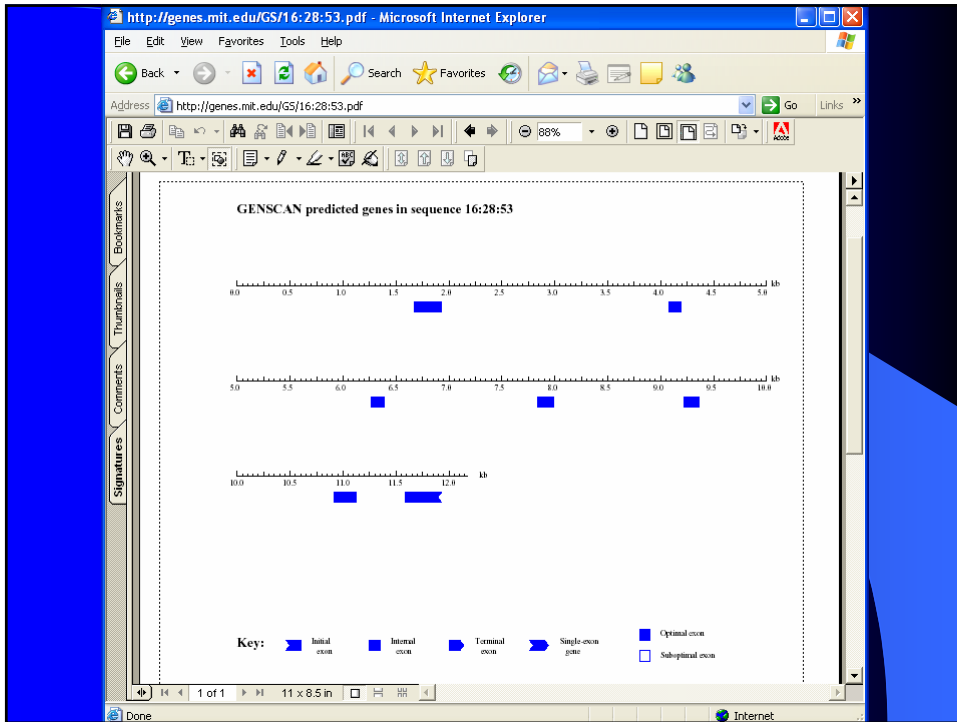 http://genes.mit.edu/GS/16:28:53.pdf - Microsoft Internet Explorer
File Edit View Favorites Tools Help
Back Search Favorites
Address http://genes.mit.edu/GS/16:28:53.pdf Go Links »
88% Adobe
Bookmarks
Thumbnails
Comments
Signatures
GENSCAN predicted genes in sequence 16:28:53
kb
0.0 0.5 1.0 1.5 2.0 2.5 3.0 3.5 4.0 4.5 5.0
kb
5.0 5.5 6.0 6.5 7.0 7.5 8.0 8.5 9.0 9.5 10.0
kb
10.0 10.5 11.0 11.5 12.0
Key: Initial exon Internal exon Terminal exon Single-exon gene
Optimal exon
Suboptimal exon
1 of 1 11 x 8.5 in
Done Internet